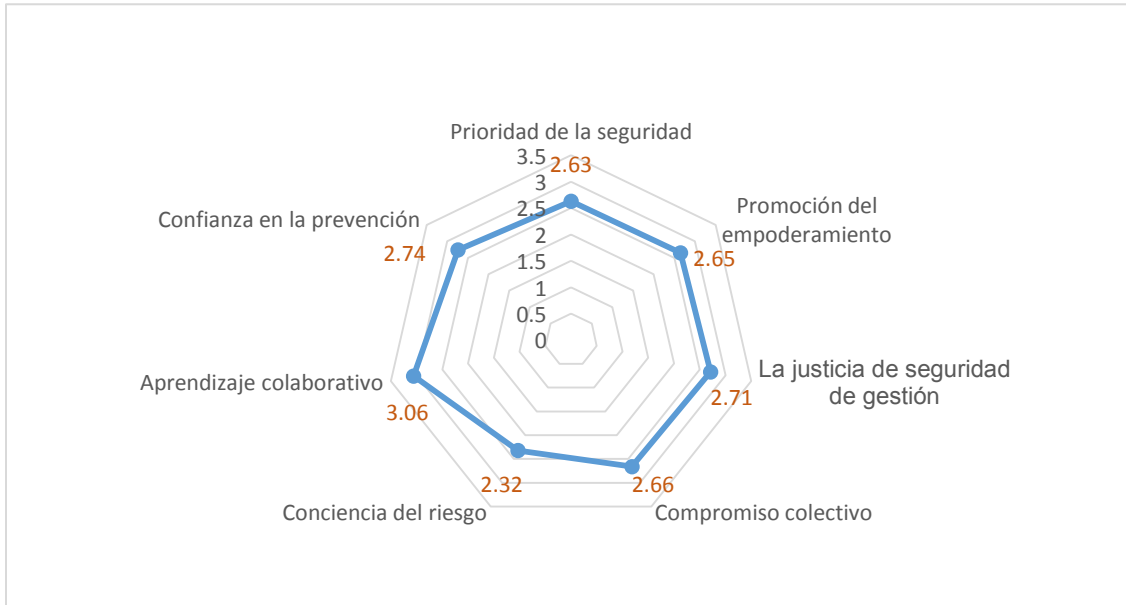 Prioridad de la seguridad
3.5
2.63
3
2.5
2
1.5
1
0.5
0
Promoción del
empoderamiento
2.65
La justicia de seguridad
de gestión
2.71
Compromiso colectivo
2.66
Conciencia del riesgo
2.32
Aprendizaje colaborativo
3.06
Confianza en la prevención
2.74